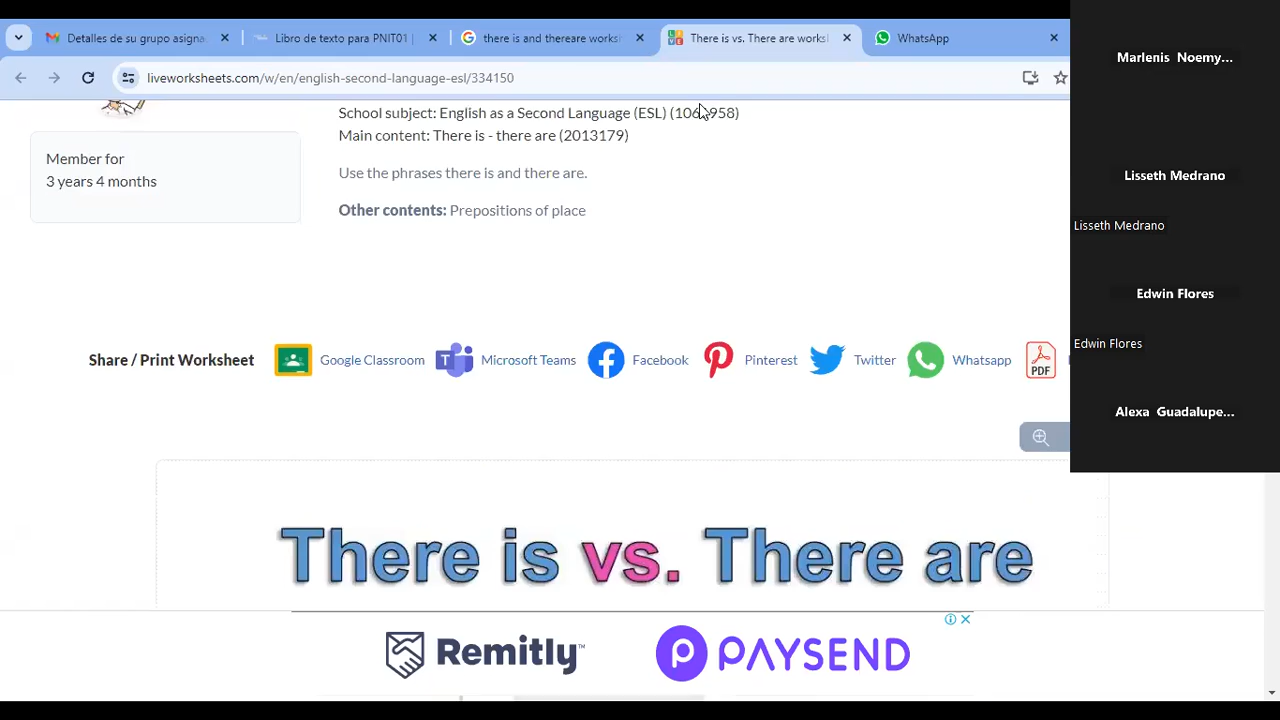 Detalles de su grupo asigna
Libro de texto para PNIT01 |
there is and thereare works
There is vs. There are works
WhatsApp
liveworksheets.com/w/en/english-second-language-esl/334150
School subject: English as a Second Language (ESL)
Main content: There is - there are (2013179)
Member for
3 years 4 months
Use the phrases there is and there are.
Other contents: Prepositions of place
Share / Print Worksheet
Google Classroom
Microsoft Teams
Facebook
Pinterest
Twitter
Whatsapp
PDF
There is vs. There are
Remitly
PAYSEND
Marlenis Noemy...
Lisseth Medrano
Lisseth Medrano
Edwin Flores
Edwin Flores
Alexa Guadalupe...